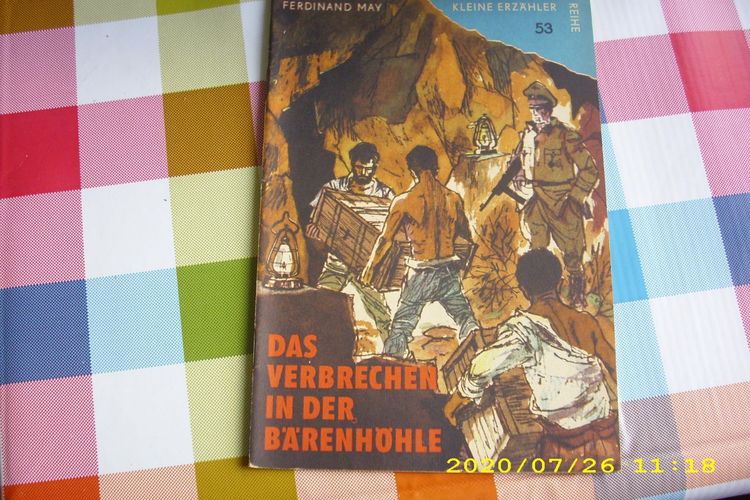 FERDINAND MAY
KLEINE ERZÄHLER
REIHE
53
DAS
VERBRECHEN
IN DER
BÄRENHÖHLE
2020/07/26 11:18